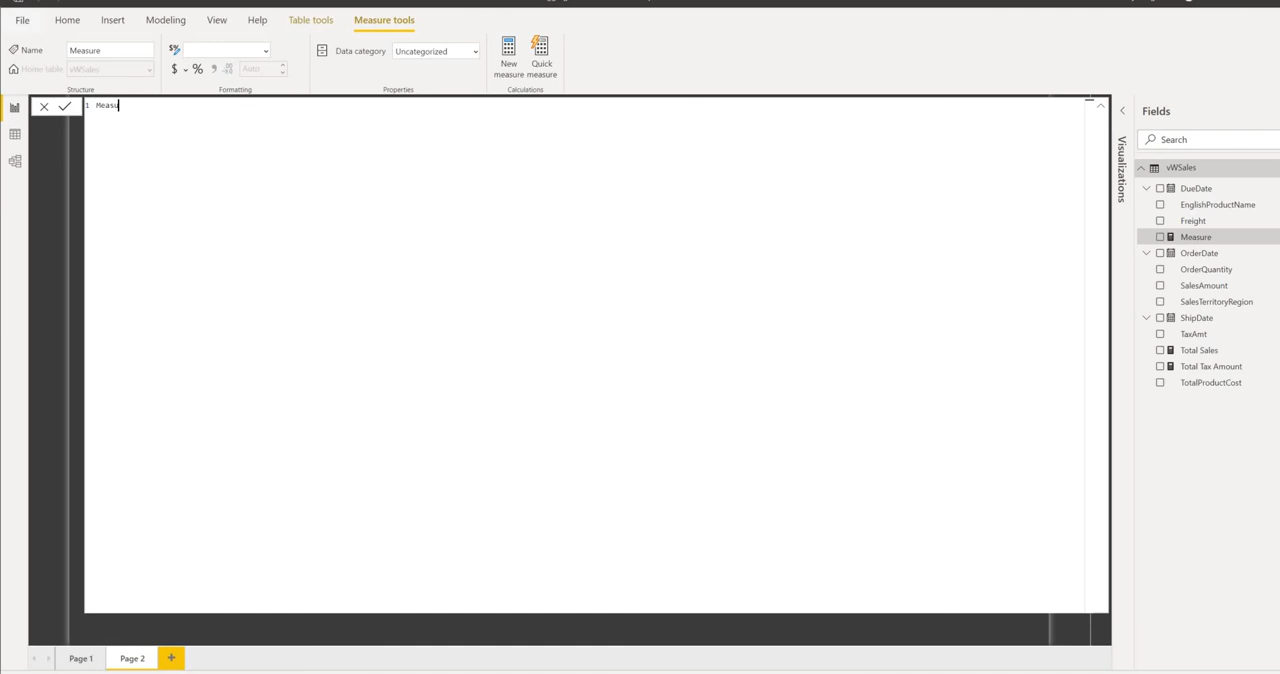 File Home Insert Modeling View Help Table tools Measure tools
Name Measure
Home table vWSales
Structure
$ % 9 Auto
Formatting
Data category Uncategorized
Properties
New measure
Quick measure
Calculations
1 Measu
Visualizations
Fields
Search
vWSales
DueDate
EnglishProductName
Freight
Measure
OrderDate
OrderQuantity
SalesAmount
SalesTerritoryRegion
ShipDate
TaxAmt
Total Sales
Total Tax Amount
TotalProductCost
Page 1 Page 2 +